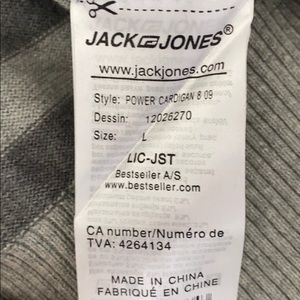 JACK JONES®
www.jackjones.com
Style: POWER CARDIGAN 8 09
Dessin: 12026270
Size: L
LIC-JST
Bestseller A/S
www.bestseller.com
CA number/Numéro de
TVA: 4264134
MADE IN CHINA
FABRIQUÉ EN CHINE